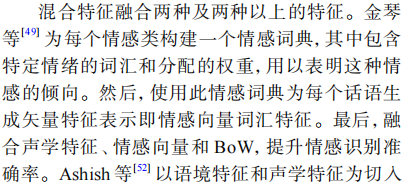 混合特征融合两种及两种以上的特征。金琴
等[49] 为每个情感类构建一个情感词典, 其中包含
特定情绪的词汇和分配的权重, 用以表明这种情
感的倾向。然后, 使用此情感词典为每个话语生
成矢量特征表示即情感向量词汇特征。最后, 融
合声学特征、情感向量和 BoW, 提升情感识别准
确率。Ashish 等[52] 以语境特征和声学特征为切入